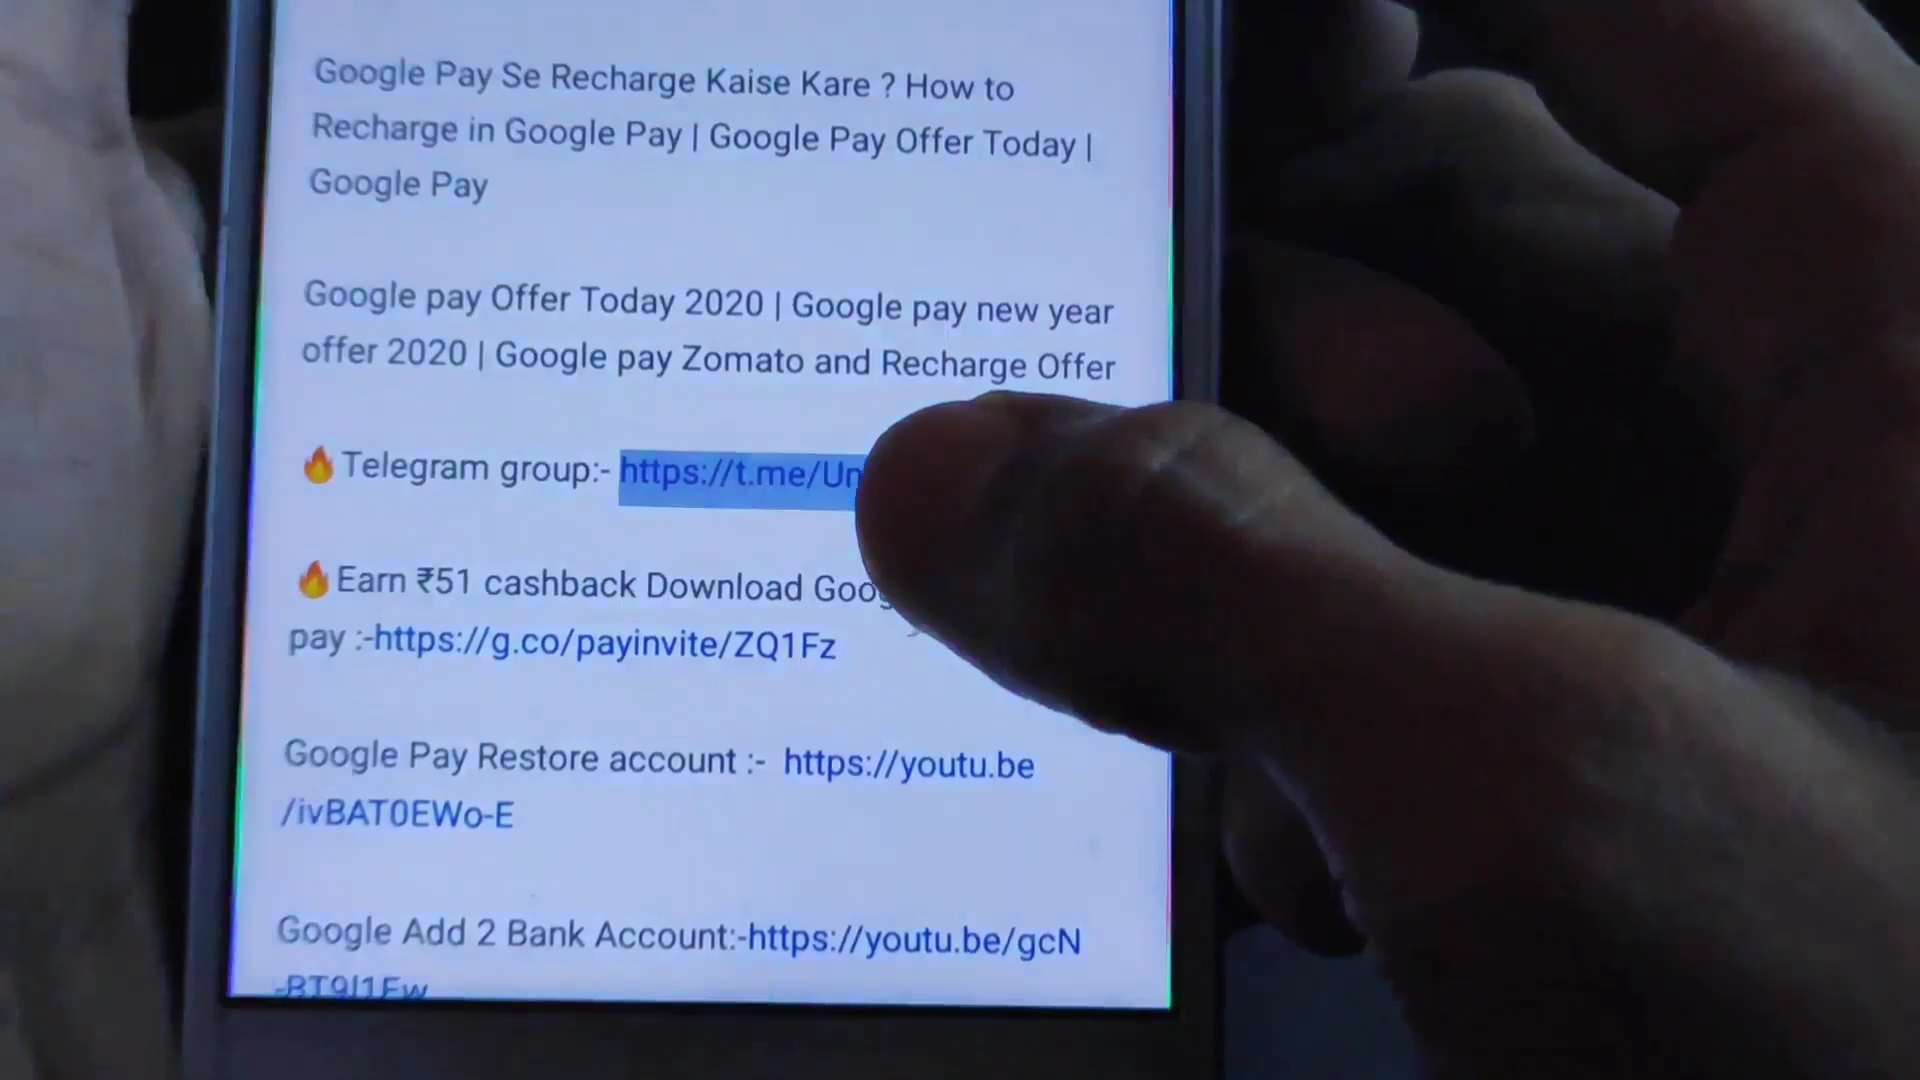 Google Pay Se Recharge Kaise Kare ? How to
Recharge in Google Pay | Google Pay Offer Today |
Google Pay
Google pay Offer Today 2020 | Google pay new year
offer 2020 | Google pay Zomato and Recharge Offer
🔥Telegram group:- https://t.me/Un
🔥Earn ₹51 cashback Download Goog
pay :-https://g.co/payinvite/ZQ1Fz
Google Pay Restore account :- https://youtu.be
/ivBAT0EWo-E
Google Add 2 Bank Account:-https://youtu.be/gcN